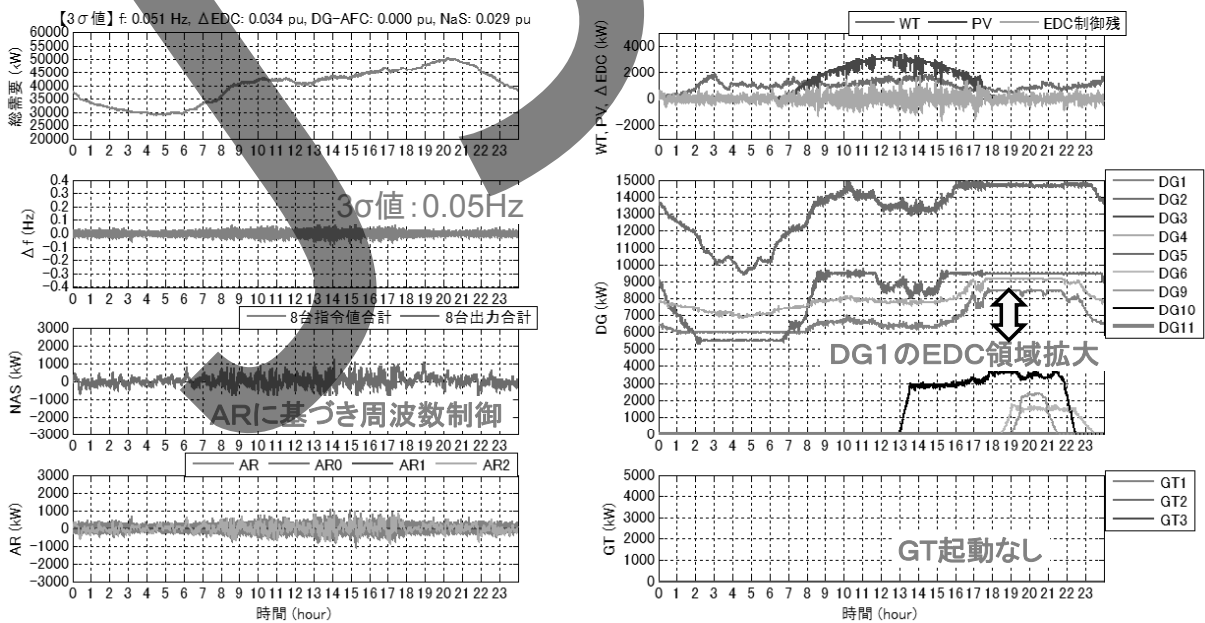 【3σ値】 f: 0.051 Hz, ΔEDC: 0.034 pu, DG-AFC: 0.000 pu, NaS: 0.029 pu
総需要 (kW)
60000
55000
50000
45000
40000
35000
30000
25000
20000
0 1 2 3 4 5 6 7 8 9 10 11 12 13 14 15 16 17 18 19 20 21 22 23
Δf (Hz)
0.4
0.3
0.2
0.1
0.0
-0.1
-0.2
-0.3
-0.4
3σ値:0.05Hz
0 1 2 3 4 5 6 7 8 9 10 11 12 13 14 15 16 17 18 19 20 21 22 23
8台指令値合計 8台出力合計
NAS (kW)
3000
2000
1000
0
-1000
-2000
-3000
ARに基づき周波数制御
0 1 2 3 4 5 6 7 8 9 10 11 12 13 14 15 16 17 18 19 20 21 22 23
AR AR0 AR1 AR2
AR (kW)
3000
2000
1000
0
-1000
-2000
-3000
0 1 2 3 4 5 6 7 8 9 10 11 12 13 14 15 16 17 18 19 20 21 22 23
時間 (hour)
WT PV EDC制御残
WT, PV, ΔEDC (kW)
4000
2000
0
-2000
0 1 2 3 4 5 6 7 8 9 10 11 12 13 14 15 16 17 18 19 20 21 22 23
DG (kW)
15000
14000
13000
12000
11000
10000
9000
8000
7000
6000
5000
4000
3000
2000
1000
0
DG1
DG2
DG3
DG4
DG5
DG6
DG9
DG10
DG11
DG1のEDC領域拡大
0 1 2 3 4 5 6 7 8 9 10 11 12 13 14 15 16 17 18 19 20 21 22 23
GT (kW)
5000
4000
3000
2000
1000
0
GT1
GT2
GT3
GT起動なし
0 1 2 3 4 5 6 7 8 9 10 11 12 13 14 15 16 17 18 19 20 21 22 23
時間 (hour)